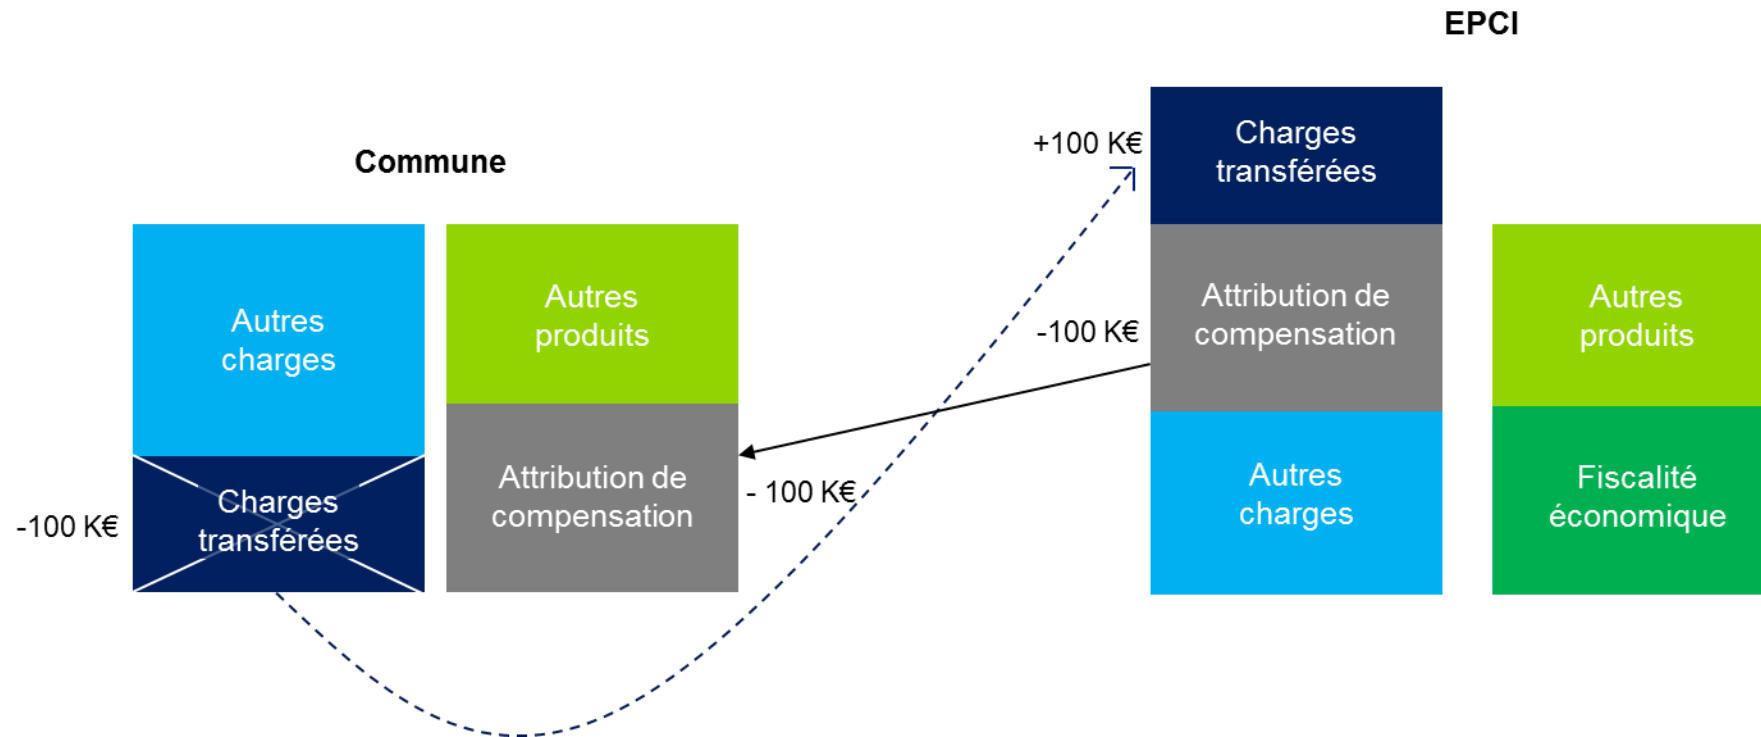 EPCI
Commune
Autres
charges
Charges
transférées
-100 K€
Autres
produits
Attribution de
compensation
- 100 K€
+100 K€
Charges
transférées
-100 K€
Attribution de
compensation
Autres
charges
Autres
produits
Fiscalité
économique